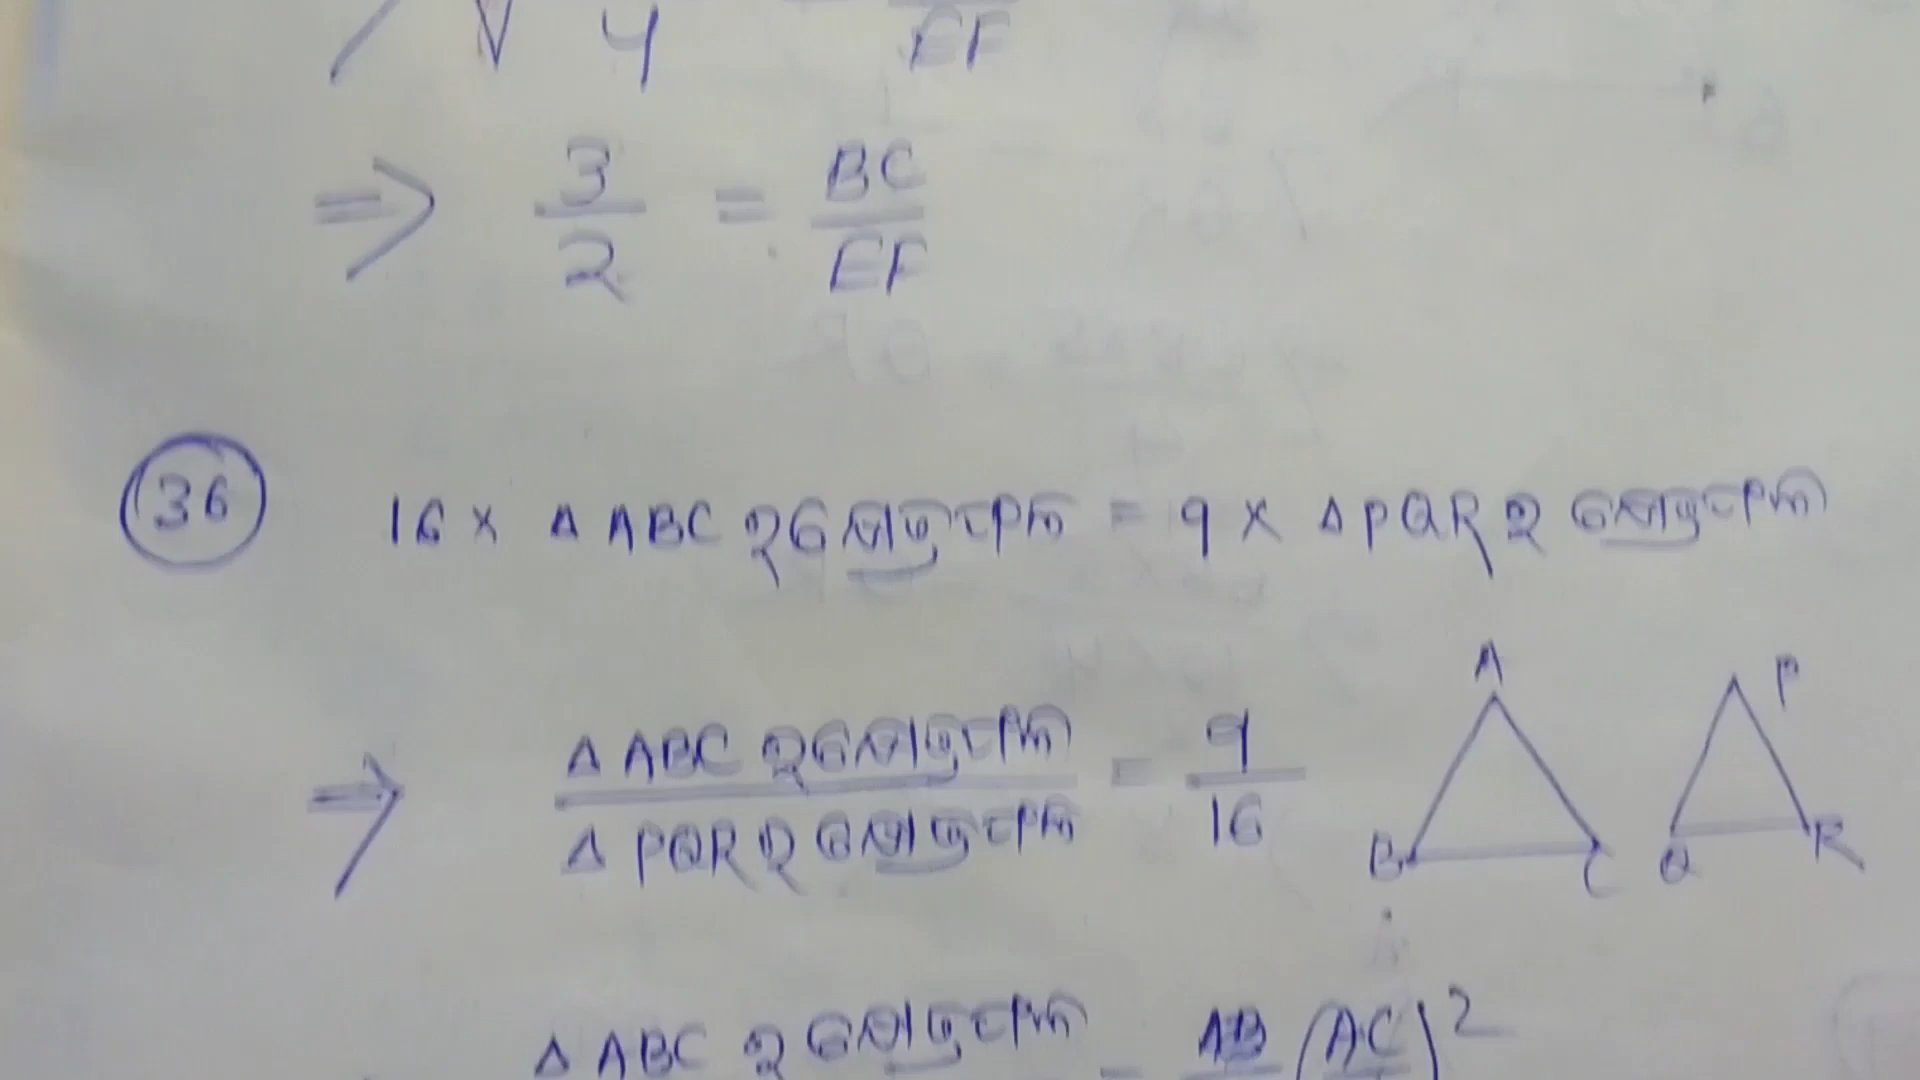 √ 4 EF
⇒ 3/2 = BC/EF
36 16 × Δ ABC ର କ୍ଷେତ୍ରଫଳ = 9 × Δ PQR ର କ୍ଷେତ୍ରଫଳ
A P
⇒ Δ ABC ର କ୍ଷେତ୍ରଫଳ / Δ PQR ର କ୍ଷେତ୍ରଫଳ = 9/16
B C Q R
Δ ABC ର କ୍ଷେତ୍ରଫଳ = AB (AC)²